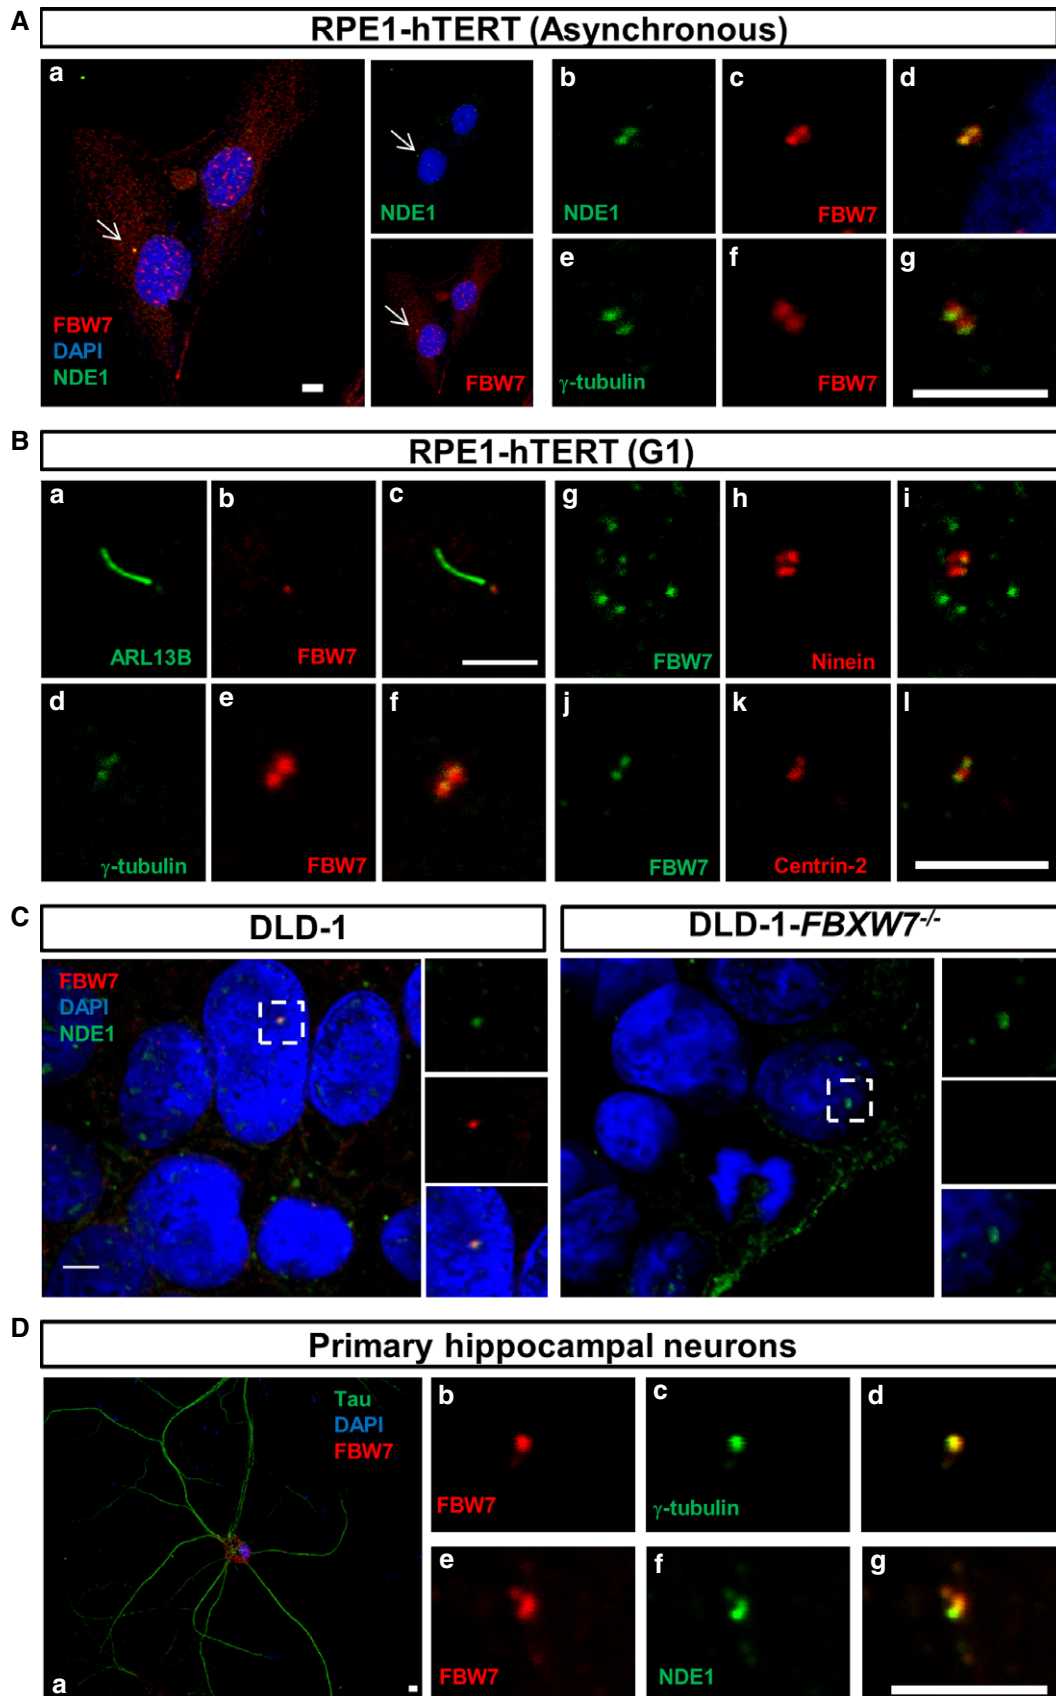 A
RPE1-hTERT (Asynchronous)
a
FBW7
DAPI
NDE1
NDE1
FBW7
b
NDE1
c
FBW7
d
e
γ-tubulin
f
FBW7
g
B
RPE1-hTERT (G1)
a
ARL13B
b
FBW7
c
g
FBW7
h
Ninein
i
d
γ-tubulin
e
FBW7
f
j
FBW7
k
Centrin-2
l
C
DLD-1
FBW7
DAPI
NDE1
DLD-1-FBXW7-/-
D
Primary hippocampal neurons
Tau
DAPI
FBW7
a
b
FBW7
c
γ-tubulin
d
e
FBW7
f
NDE1
g